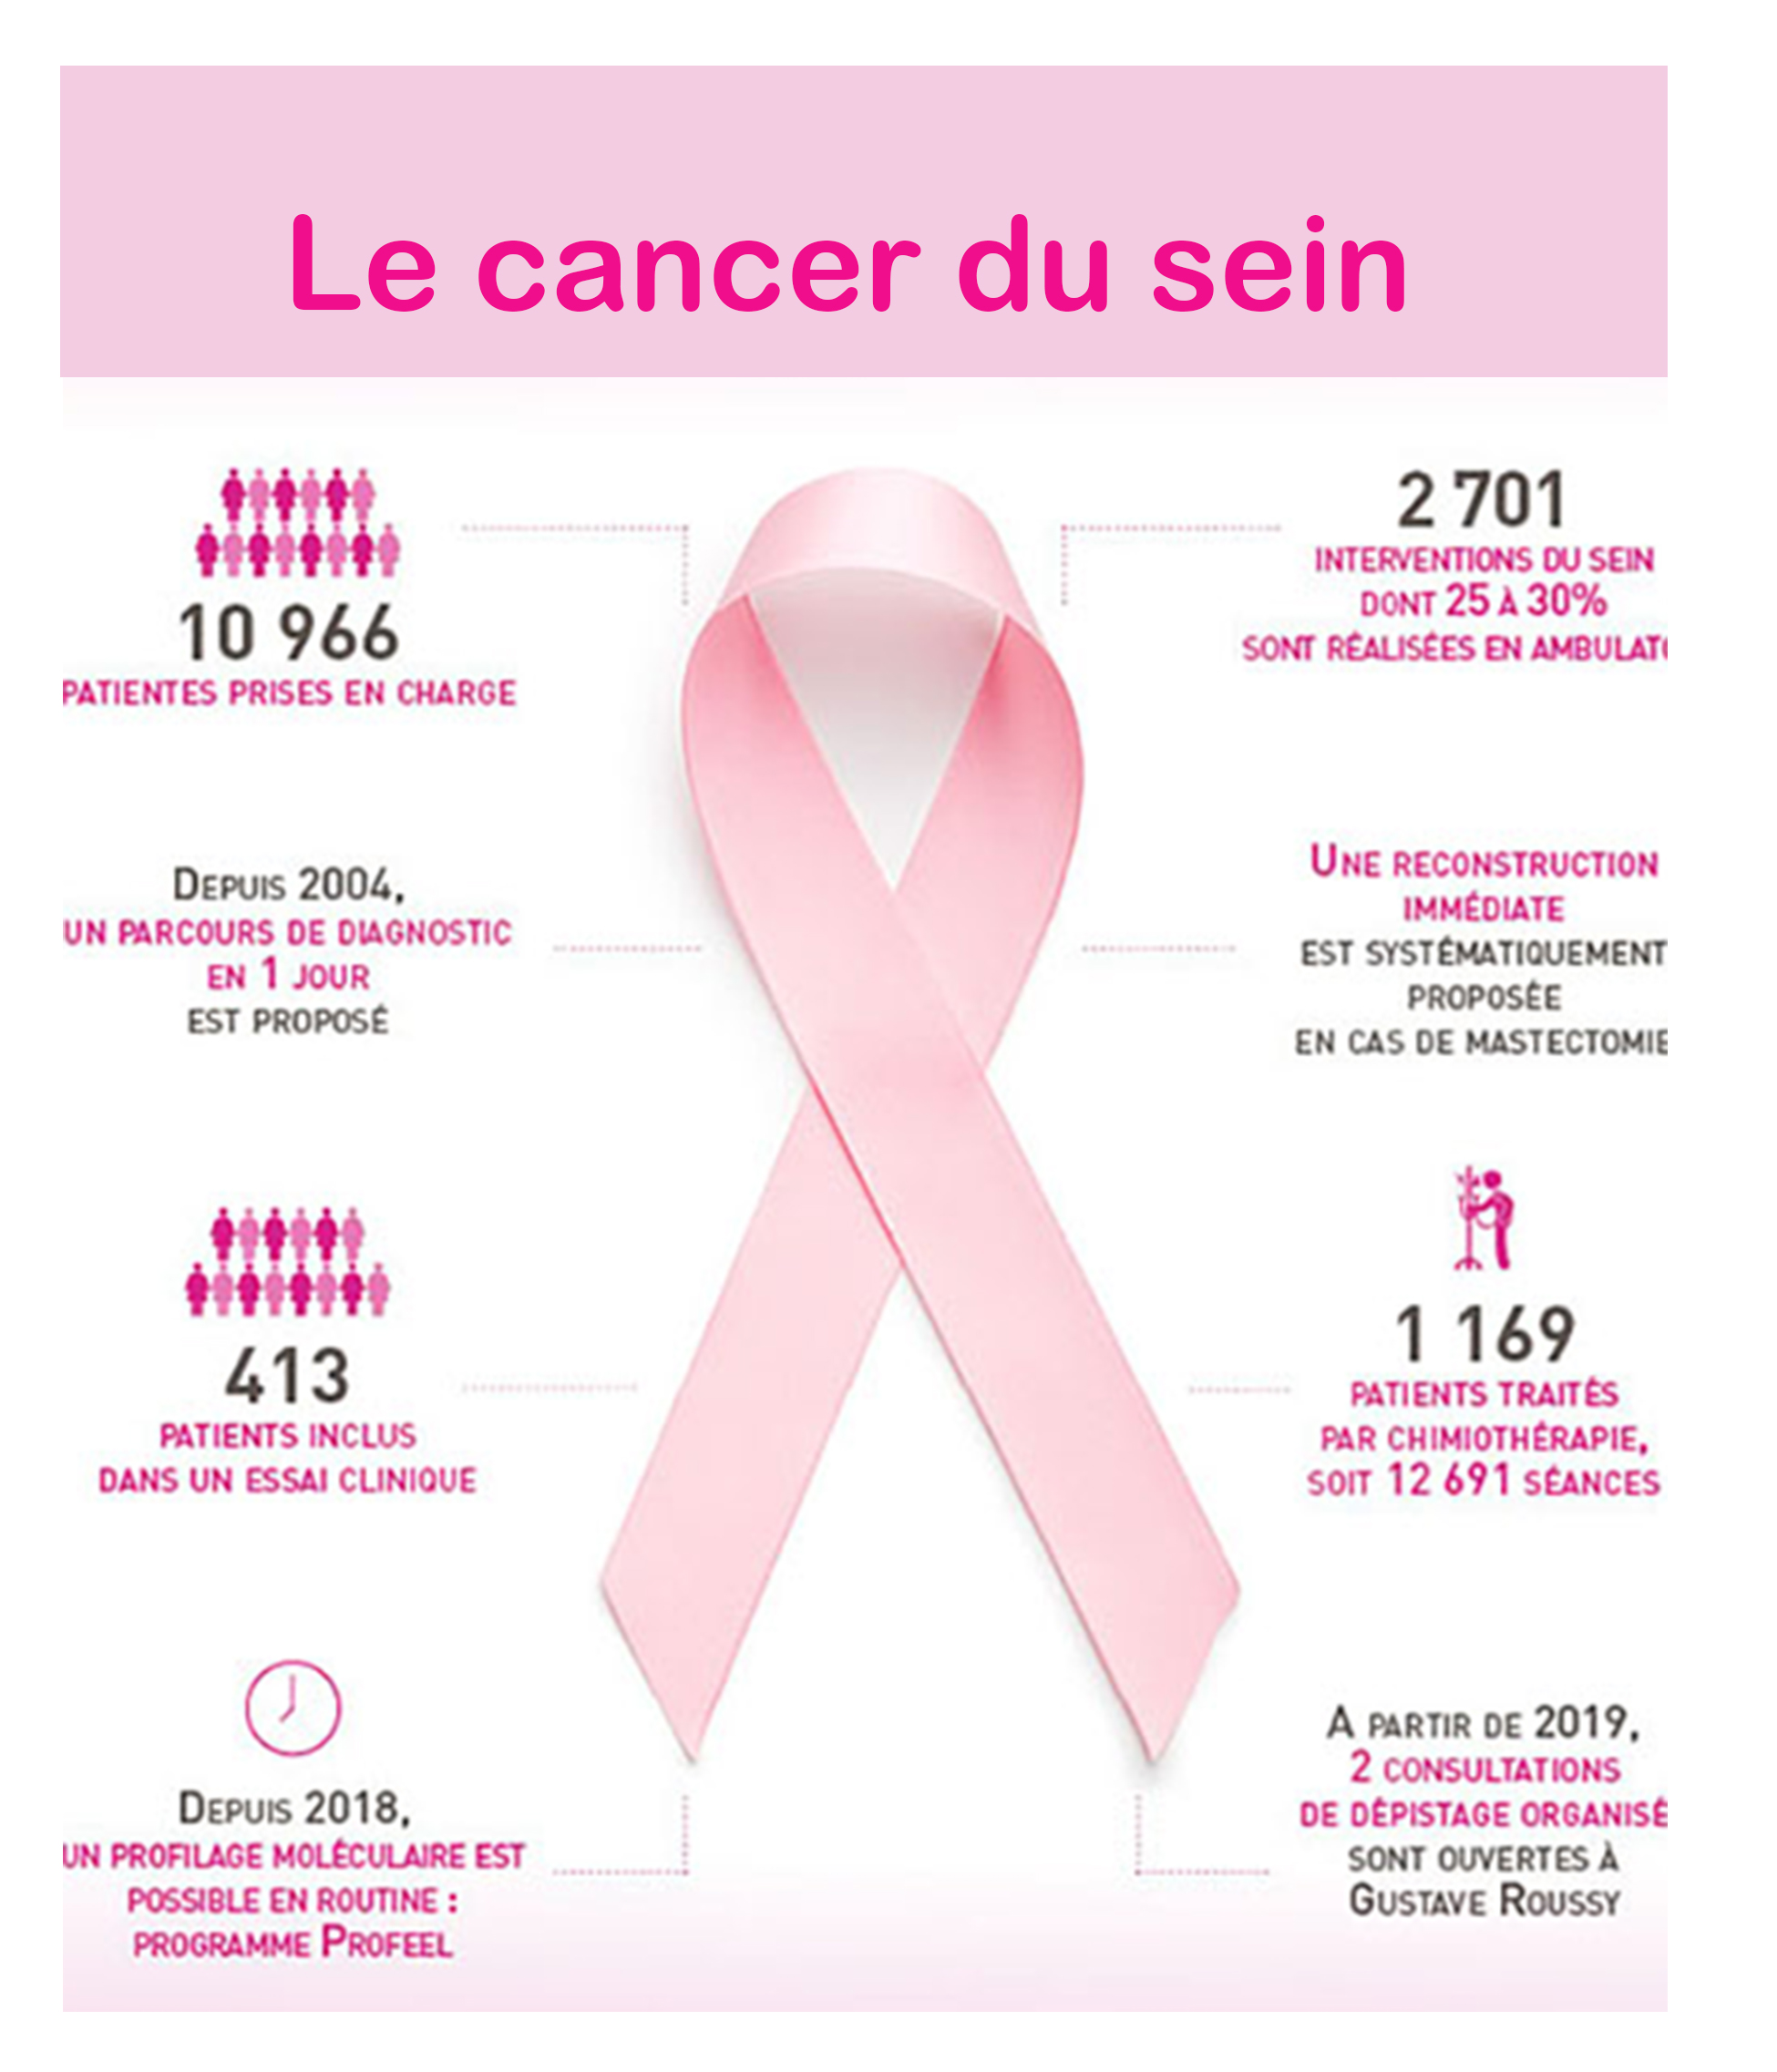 Le cancer du sein
10 966
PATIENTES PRISES EN CHARGE
2 701
INTERVENTIONS DU SEIN
DONT 25 À 30%
SONT RÉALISÉES EN AMBULATO
DEPUIS 2004,
UN PARCOURS DE DIAGNOSTIC
EN 1 JOUR
EST PROPOSÉ
UNE RECONSTRUCTION
IMMÉDIATE
EST SYSTÉMATIQUEMENT
PROPOSÉE
EN CAS DE MASTECTOMIE
413
PATIENTS INCLUS
DANS UN ESSAI CLINIQUE
1 169
PATIENTS TRAITÉS
PAR CHIMIOTHÉRAPIE,
SOIT 12 691 SÉANCES
DEPUIS 2018,
UN PROFILAGE MOLÉCULAIRE EST
POSSIBLE EN ROUTINE :
PROGRAMME PROFEEL
A PARTIR DE 2019,
2 CONSULTATIONS
DE DÉPISTAGE ORGANISÉ
SONT OUVERTES À
GUSTAVE ROUSSY